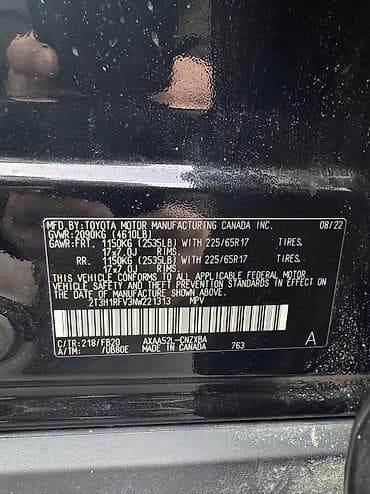 MFD. BY:TOYOTA MOTOR MANUFACTURING CANADA INC. 08/22
GVWR:2090KG (4610LB)
GAWR:FRT. 1150KG (2535LB) WITH 225/65R17 TIRES,
17x7.0J RIMS.
RR. 1150KG (2535LB) WITH 225/65R17 TIRES,
17x7.0J RIMS.
THIS VEHICLE CONFORMS TO ALL APPLICABLE FEDERAL MOTOR
VEHICLE SAFETY AND THEFT PREVENTION STANDARDS IN EFFECT ON THE
DATE OF MANUFACTURE SHOWN ABOVE.
2T3H1RFV3NW221313 MPV
C/TR:218/FB20 AXAA52L-CNZXBA A
A/TM: /UB80E MADE IN CANADA 763